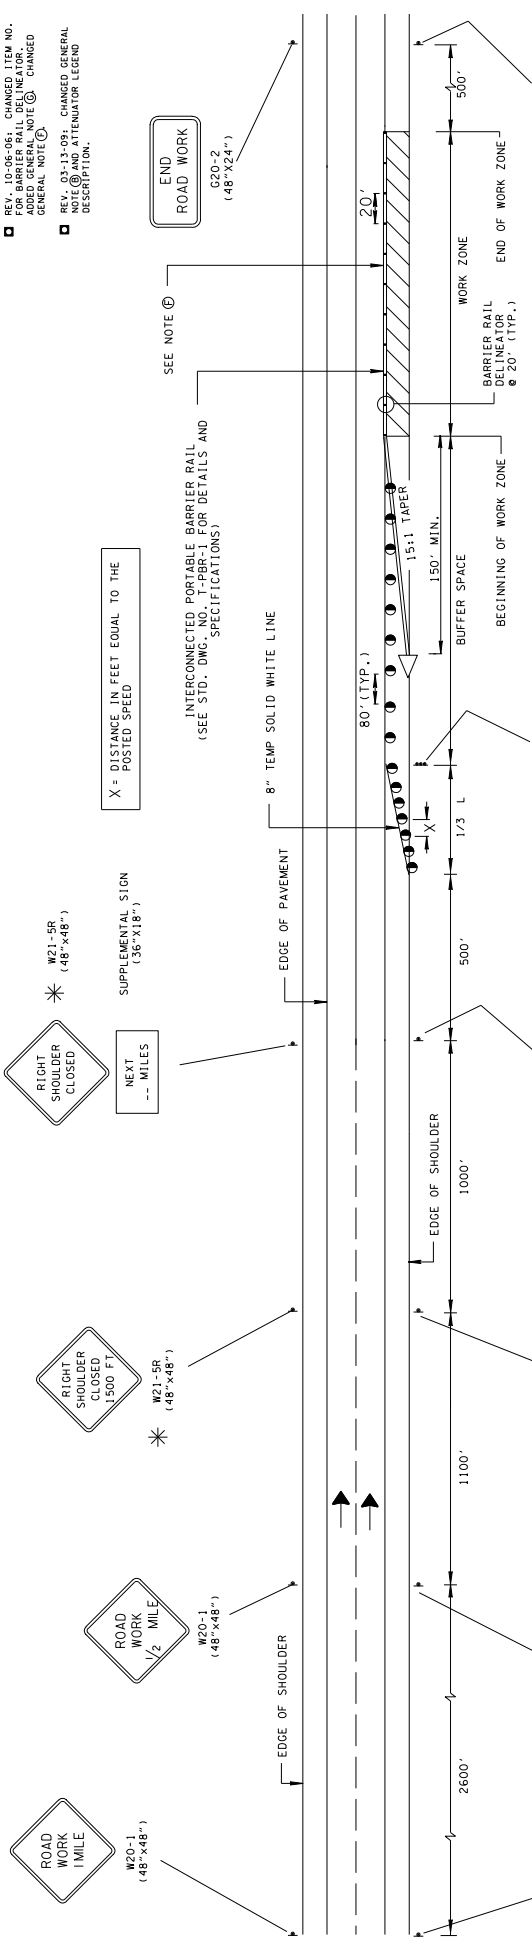 REV. 10-06-06: CHANGED ITEM NO.
FOR BARRIER RAIL DELINEATOR.
ADDED GENERAL NOTE G. CHANGED
GENERAL NOTE F.
REV. 03-13-09: CHANGED GENERAL
NOTE B AND ATTENUATOR LEGEND
DESCRIPTION.
ROAD
WORK
1 MILE
W20-1
(48"x48")
ROAD
WORK
1/2 MILE
W20-1
(48"x48")
RIGHT
SHOULDER
CLOSED
1500 FT
W21-5R
(48"x48")
RIGHT
SHOULDER
CLOSED
NEXT
-- MILES
W21-5R
(48"x48")
SUPPLEMENTAL SIGN
(36"X18")
X = DISTANCE IN FEET EQUAL TO THE
POSTED SPEED
END
ROAD WORK
G20-2
(48"X24")
SEE NOTE F
INTERCONNECTED PORTABLE BARRIER RAIL
(SEE STD. DWG. NO. T-PBR-1 FOR DETAILS AND
SPECIFICATIONS)
8" TEMP SOLID WHITE LINE
EDGE OF PAVEMENT
EDGE OF SHOULDER
80'(TYP.)
20'
15:1 TAPER
X
150' MIN.
EDGE OF SHOULDER
2600'
1100'
1000'
500'
1/3 L
BUFFER SPACE
WORK ZONE
500'
BARRIER RAIL
DELINEATOR
@ 20' (TYP.)
BEGINNING OF WORK ZONE
END OF WORK ZONE